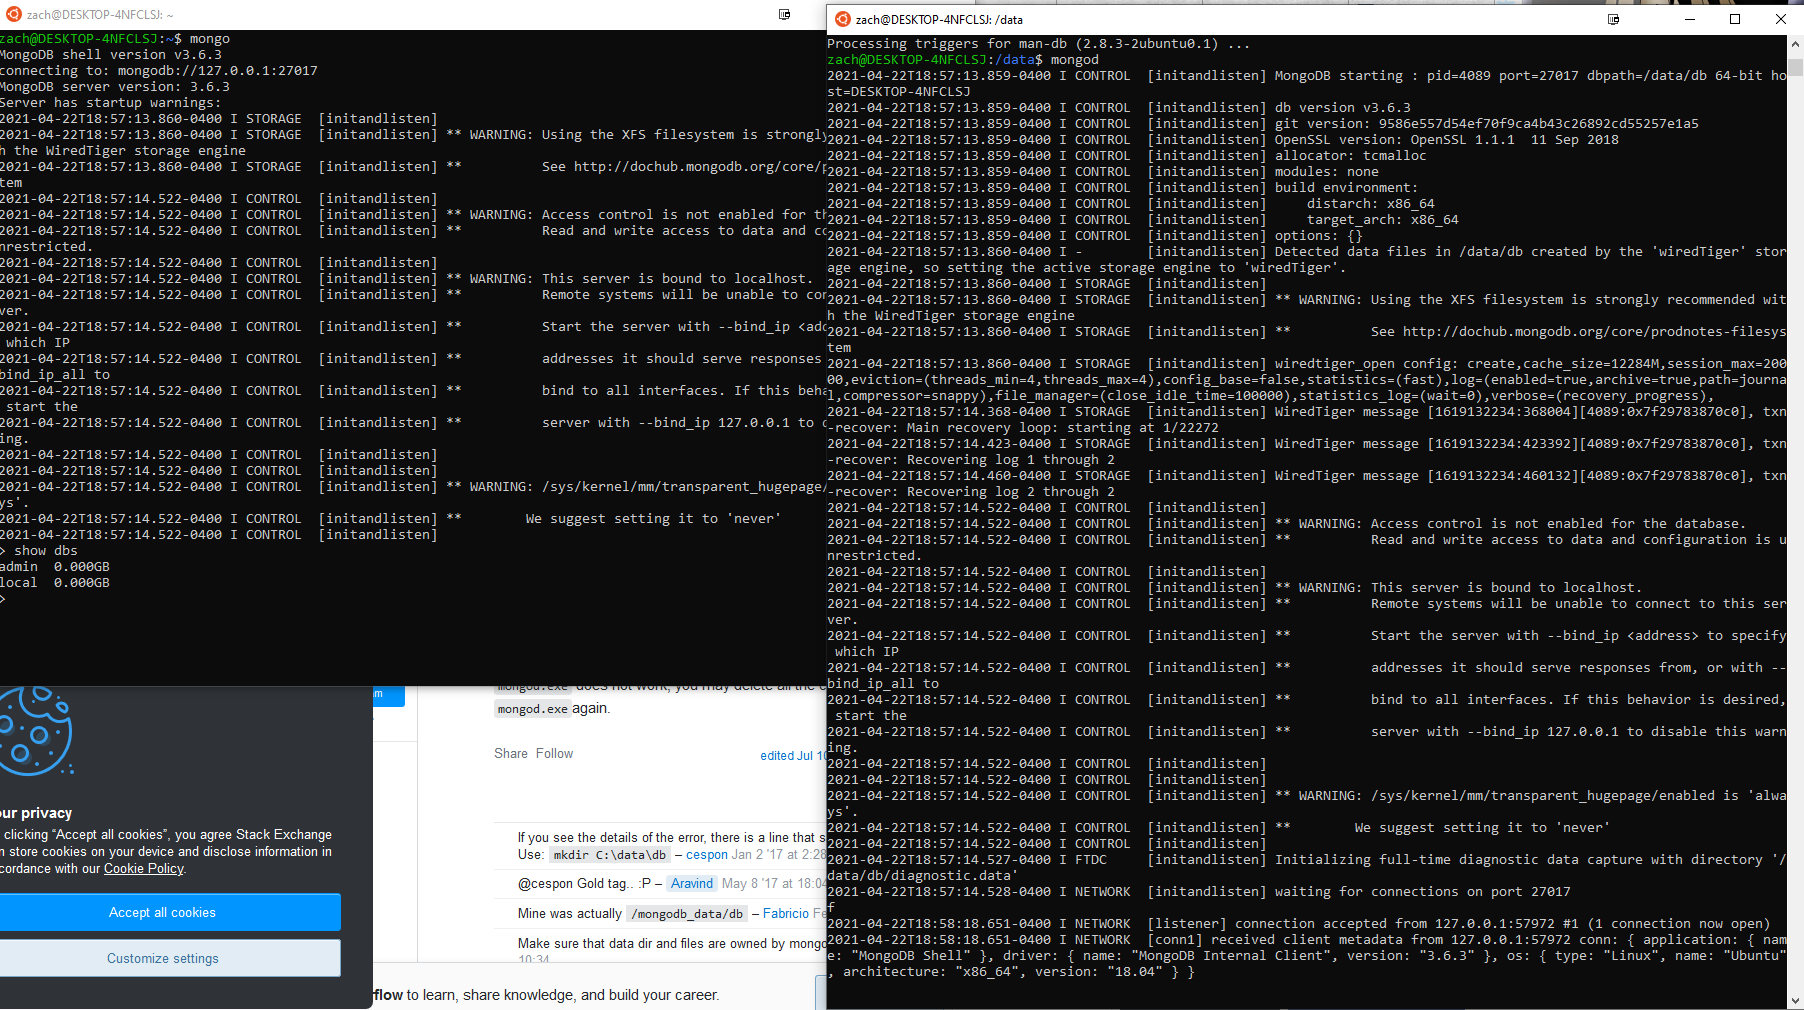 zach@DESKTOP-4NFCLSJ: ~
zach@DESKTOP-4NFCLSJ:~$ mongo
MongoDB shell version v3.6.3
connecting to: mongodb://127.0.0.1:27017
MongoDB server version: 3.6.3
Server has startup warnings:
2021-04-22T18:57:13.860-0400 I STORAGE  [initandlisten]
2021-04-22T18:57:13.860-0400 I STORAGE  [initandlisten] ** WARNING: Using the XFS filesystem is strongly
h the WiredTiger storage engine
2021-04-22T18:57:13.860-0400 I STORAGE  [initandlisten] **          See http://dochub.mongodb.org/core/p
tem
2021-04-22T18:57:14.522-0400 I CONTROL  [initandlisten]
2021-04-22T18:57:14.522-0400 I CONTROL  [initandlisten] ** WARNING: Access control is not enabled for th
2021-04-22T18:57:14.522-0400 I CONTROL  [initandlisten] **          Read and write access to data and co
nrestricted.
2021-04-22T18:57:14.522-0400 I CONTROL  [initandlisten]
2021-04-22T18:57:14.522-0400 I CONTROL  [initandlisten] ** WARNING: This server is bound to localhost.
2021-04-22T18:57:14.522-0400 I CONTROL  [initandlisten] **          Remote systems will be unable to con
ver.
2021-04-22T18:57:14.522-0400 I CONTROL  [initandlisten] **          Start the server with --bind_ip <add
 which IP
2021-04-22T18:57:14.522-0400 I CONTROL  [initandlisten] **          addresses it should serve responses
bind_ip_all to
2021-04-22T18:57:14.522-0400 I CONTROL  [initandlisten] **          bind to all interfaces. If this beha
 start the
2021-04-22T18:57:14.522-0400 I CONTROL  [initandlisten] **          server with --bind_ip 127.0.0.1 to d
ing.
2021-04-22T18:57:14.522-0400 I CONTROL  [initandlisten]
2021-04-22T18:57:14.522-0400 I CONTROL  [initandlisten]
2021-04-22T18:57:14.522-0400 I CONTROL  [initandlisten] ** WARNING: /sys/kernel/mm/transparent_hugepage/
ys'.
2021-04-22T18:57:14.522-0400 I CONTROL  [initandlisten] **        We suggest setting it to 'never'
2021-04-22T18:57:14.522-0400 I CONTROL  [initandlisten]
> show dbs
admin  0.000GB
local  0.000GB
>
zach@DESKTOP-4NFCLSJ: /data
Processing triggers for man-db (2.8.3-2ubuntu0.1) ...
zach@DESKTOP-4NFCLSJ:/data$ mongod
2021-04-22T18:57:13.859-0400 I CONTROL  [initandlisten] MongoDB starting : pid=4089 port=27017 dbpath=/data/db 64-bit ho
st=DESKTOP-4NFCLSJ
2021-04-22T18:57:13.859-0400 I CONTROL  [initandlisten] db version v3.6.3
2021-04-22T18:57:13.859-0400 I CONTROL  [initandlisten] git version: 9586e557d54ef70f9ca4b43c26892cd55257e1a5
2021-04-22T18:57:13.859-0400 I CONTROL  [initandlisten] OpenSSL version: OpenSSL 1.1.1  11 Sep 2018
2021-04-22T18:57:13.859-0400 I CONTROL  [initandlisten] allocator: tcmalloc
2021-04-22T18:57:13.859-0400 I CONTROL  [initandlisten] modules: none
2021-04-22T18:57:13.859-0400 I CONTROL  [initandlisten] build environment:
2021-04-22T18:57:13.859-0400 I CONTROL  [initandlisten]     distarch: x86_64
2021-04-22T18:57:13.859-0400 I CONTROL  [initandlisten]     target_arch: x86_64
2021-04-22T18:57:13.859-0400 I CONTROL  [initandlisten] options: {}
2021-04-22T18:57:13.860-0400 I -        [initandlisten] Detected data files in /data/db created by the 'wiredTiger' stor
age engine, so setting the active storage engine to 'wiredTiger'.
2021-04-22T18:57:13.860-0400 I STORAGE  [initandlisten]
2021-04-22T18:57:13.860-0400 I STORAGE  [initandlisten] ** WARNING: Using the XFS filesystem is strongly recommended wit
h the WiredTiger storage engine
2021-04-22T18:57:13.860-0400 I STORAGE  [initandlisten] **          See http://dochub.mongodb.org/core/prodnotes-filesys
tem
2021-04-22T18:57:13.860-0400 I STORAGE  [initandlisten] wiredtiger_open config: create,cache_size=12284M,session_max=200
00,eviction=(threads_min=4,threads_max=4),config_base=false,statistics=(fast),log=(enabled=true,archive=true,path=journa
l,compressor=snappy),file_manager=(close_idle_time=100000),statistics_log=(wait=0),verbose=(recovery_progress),
2021-04-22T18:57:14.368-0400 I STORAGE  [initandlisten] WiredTiger message [1619132234:368004][4089:0x7f29783870c0], txn
-recover: Main recovery loop: starting at 1/22272
2021-04-22T18:57:14.423-0400 I STORAGE  [initandlisten] WiredTiger message [1619132234:423392][4089:0x7f29783870c0], txn
-recover: Recovering log 1 through 2
2021-04-22T18:57:14.460-0400 I STORAGE  [initandlisten] WiredTiger message [1619132234:460132][4089:0x7f29783870c0], txn
-recover: Recovering log 2 through 2
2021-04-22T18:57:14.522-0400 I CONTROL  [initandlisten]
2021-04-22T18:57:14.522-0400 I CONTROL  [initandlisten] ** WARNING: Access control is not enabled for the database.
2021-04-22T18:57:14.522-0400 I CONTROL  [initandlisten] **          Read and write access to data and configuration is u
nrestricted.
2021-04-22T18:57:14.522-0400 I CONTROL  [initandlisten]
2021-04-22T18:57:14.522-0400 I CONTROL  [initandlisten] ** WARNING: This server is bound to localhost.
2021-04-22T18:57:14.522-0400 I CONTROL  [initandlisten] **          Remote systems will be unable to connect to this ser
ver.
2021-04-22T18:57:14.522-0400 I CONTROL  [initandlisten] **          Start the server with --bind_ip <address> to specify
 which IP
2021-04-22T18:57:14.522-0400 I CONTROL  [initandlisten] **          addresses it should serve responses from, or with --
bind_ip_all to
2021-04-22T18:57:14.522-0400 I CONTROL  [initandlisten] **          bind to all interfaces. If this behavior is desired,
 start the
2021-04-22T18:57:14.522-0400 I CONTROL  [initandlisten] **          server with --bind_ip 127.0.0.1 to disable this warn
ing.
2021-04-22T18:57:14.522-0400 I CONTROL  [initandlisten]
2021-04-22T18:57:14.522-0400 I CONTROL  [initandlisten]
2021-04-22T18:57:14.522-0400 I CONTROL  [initandlisten] ** WARNING: /sys/kernel/mm/transparent_hugepage/enabled is 'alwa
ys'.
2021-04-22T18:57:14.522-0400 I CONTROL  [initandlisten] **        We suggest setting it to 'never'
2021-04-22T18:57:14.522-0400 I CONTROL  [initandlisten]
2021-04-22T18:57:14.527-0400 I FTDC     [initandlisten] Initializing full-time diagnostic data capture with directory '/
data/db/diagnostic.data'
2021-04-22T18:57:14.528-0400 I NETWORK  [initandlisten] waiting for connections on port 27017
f
2021-04-22T18:58:18.651-0400 I NETWORK  [listener] connection accepted from 127.0.0.1:57972 #1 (1 connection now open)
2021-04-22T18:58:18.651-0400 I NETWORK  [conn1] received client metadata from 127.0.0.1:57972 conn: { application: { nam
e: "MongoDB Shell" }, driver: { name: "MongoDB Internal Client", version: "3.6.3" }, os: { type: "Linux", name: "Ubuntu"
, architecture: "x86_64", version: "18.04" } }
am
mongod.exe does not work, you may delete all the
mongod.exe again.
Share Follow
edited Jul 10
If you see the details of the error, there is a line that s
Use: mkdir C:\data\db – cespon Jan 2 '17 at 2:28
@cespon Gold tag.. :P – Aravind May 8 '17 at 18:04
Mine was actually /mongodb_data/db – Fabricio Fe
Make sure that data dir and files are owned by mongo
10:34
our privacy
clicking “Accept all cookies”, you agree Stack Exchange
n store cookies on your device and disclose information in
cordance with our Cookie Policy.
Accept all cookies
Customize settings
rflow to learn, share knowledge, and build your career.